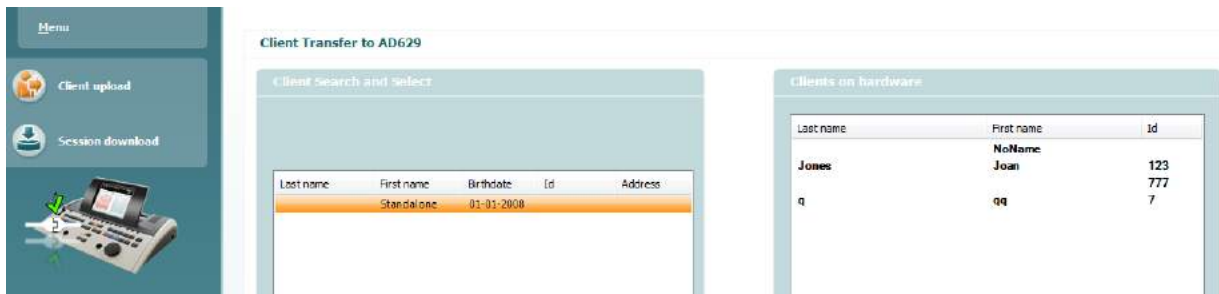 Menu
Client upload
Session download
Client Transfer to AD629
Client Search and Select
Last name First name Birthdate Id Address
Standalone 01-01-2008
Clients on hardware
Last name First name Id
NoName
Jones Joan 123
777
q qq 7